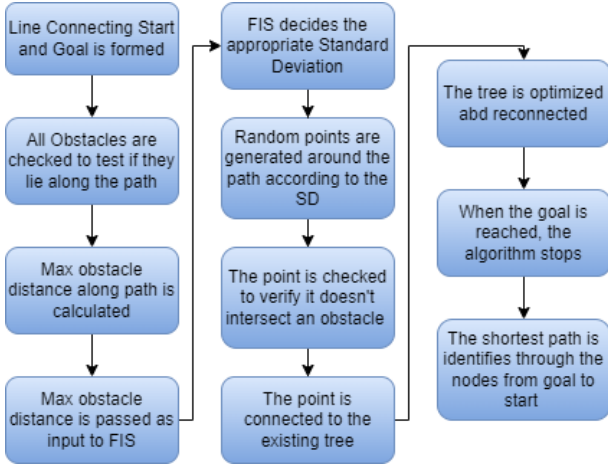 Line Connecting Start
and Goal is formed
All Obstacles are
checked to test if they
lie along the path
Max obstacle
distance along path is
calculated
Max obstacle
distance is passed as
input to FIS
FIS decides the
appropriate Standard
Deviation
Random points are
generated around the
path according to the
SD
The point is checked
to verify it doesn't
intersect an obstacle
The point is
connected to the
existing tree
The tree is optimized
abd reconnected
When the goal is
reached, the
algorithm stops
The shortest path is
identifies through the
nodes from goal to
start